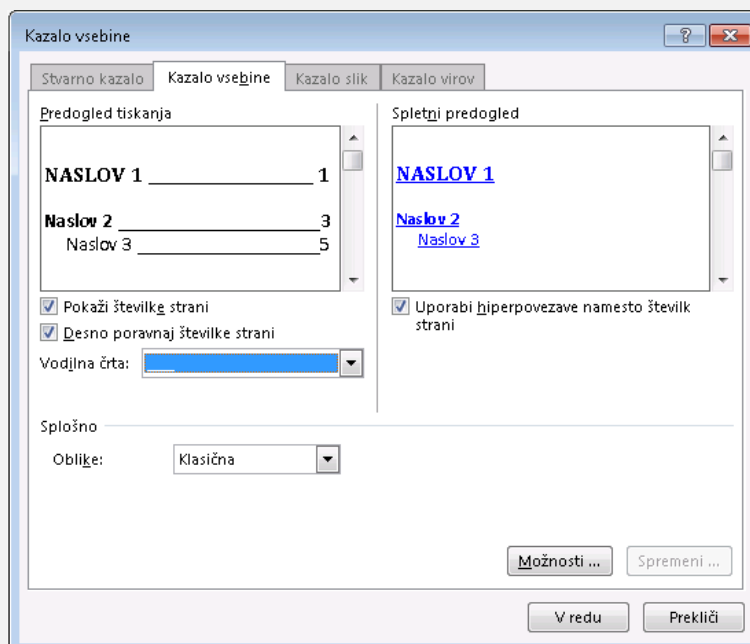 Kazalo vsebine
Stvarno kazalo Kazalo vsebine Kazalo slik Kazalo virov
Predogled tiskanja
NASLOV 1 1
Naslov 2 3
Naslov 3 5
Pokaži številke strani
Desno poravnaj številke strani
Vodilna črta:
Spletni predogled
NASLOV 1
Naslov 2
Naslov 3
Uporabi hiperpovezave namesto številk
strani
Splošno
Oblike: Klasična
Možnosti ... Spremeni ...
V redu Prekliči